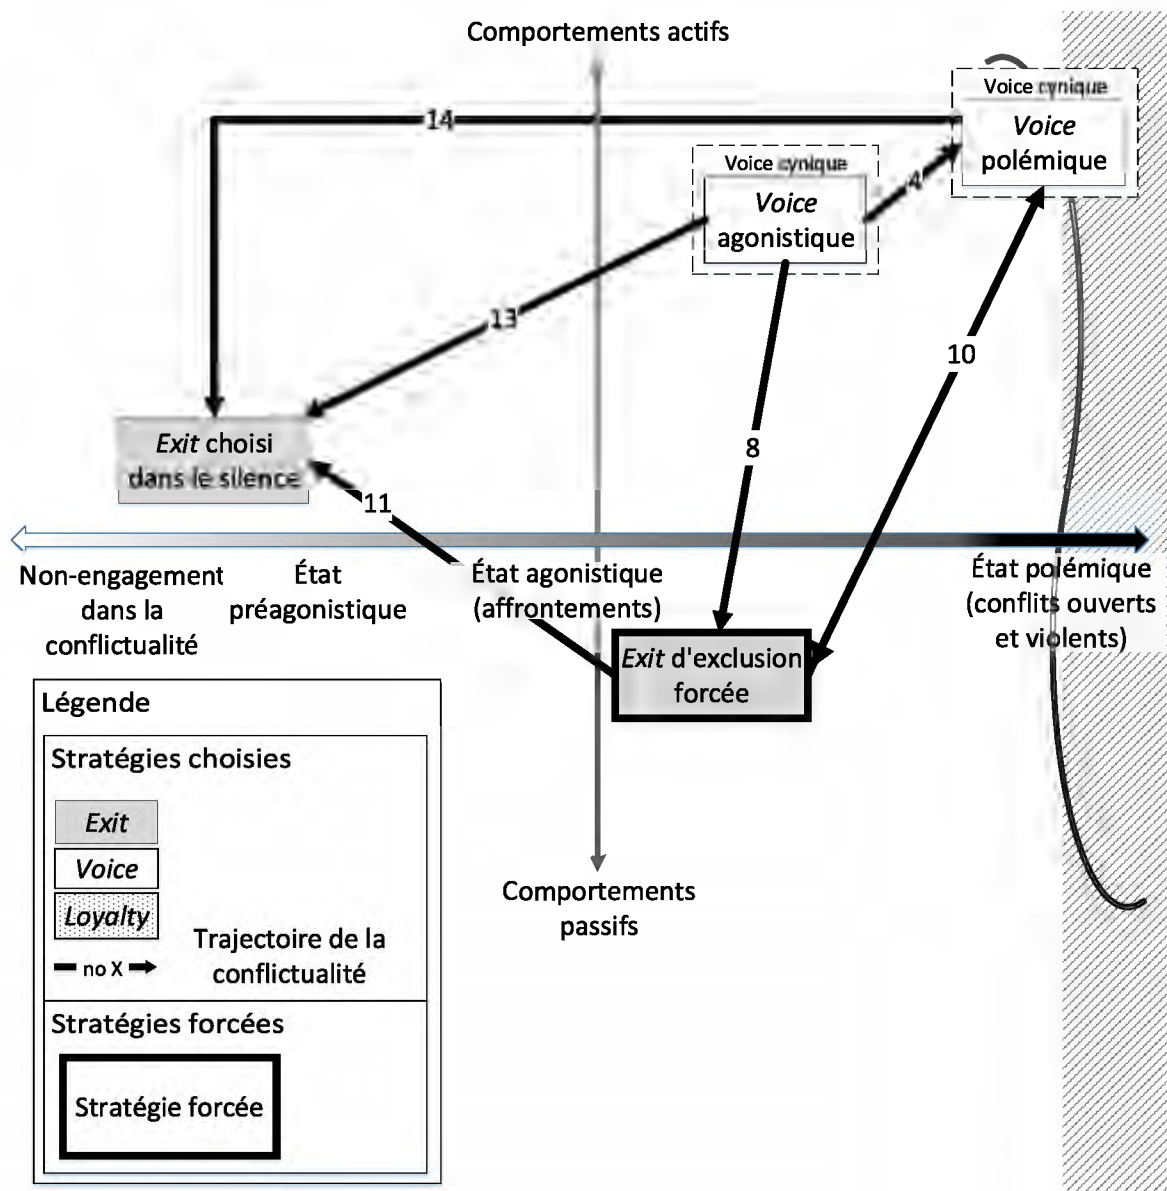 Comportements actifs
Voice cynique
Voice
polémique
14
Voice cynique
Voice
agonistique
4
13
10
8
Exit choisi
dans le silence
11
Non-engagement
dans la
conflictualité
État
préagonistique
État agonistique
(affrontements)
État polémique
(conflits ouverts
et violents)
Exit d'exclusion
forcée
Comportements
passifs
Légende
Stratégies choisies
Exit
Voice
Loyalty
no X
Trajectoire de la
conflictualité
Stratégies forcées
Stratégie forcée